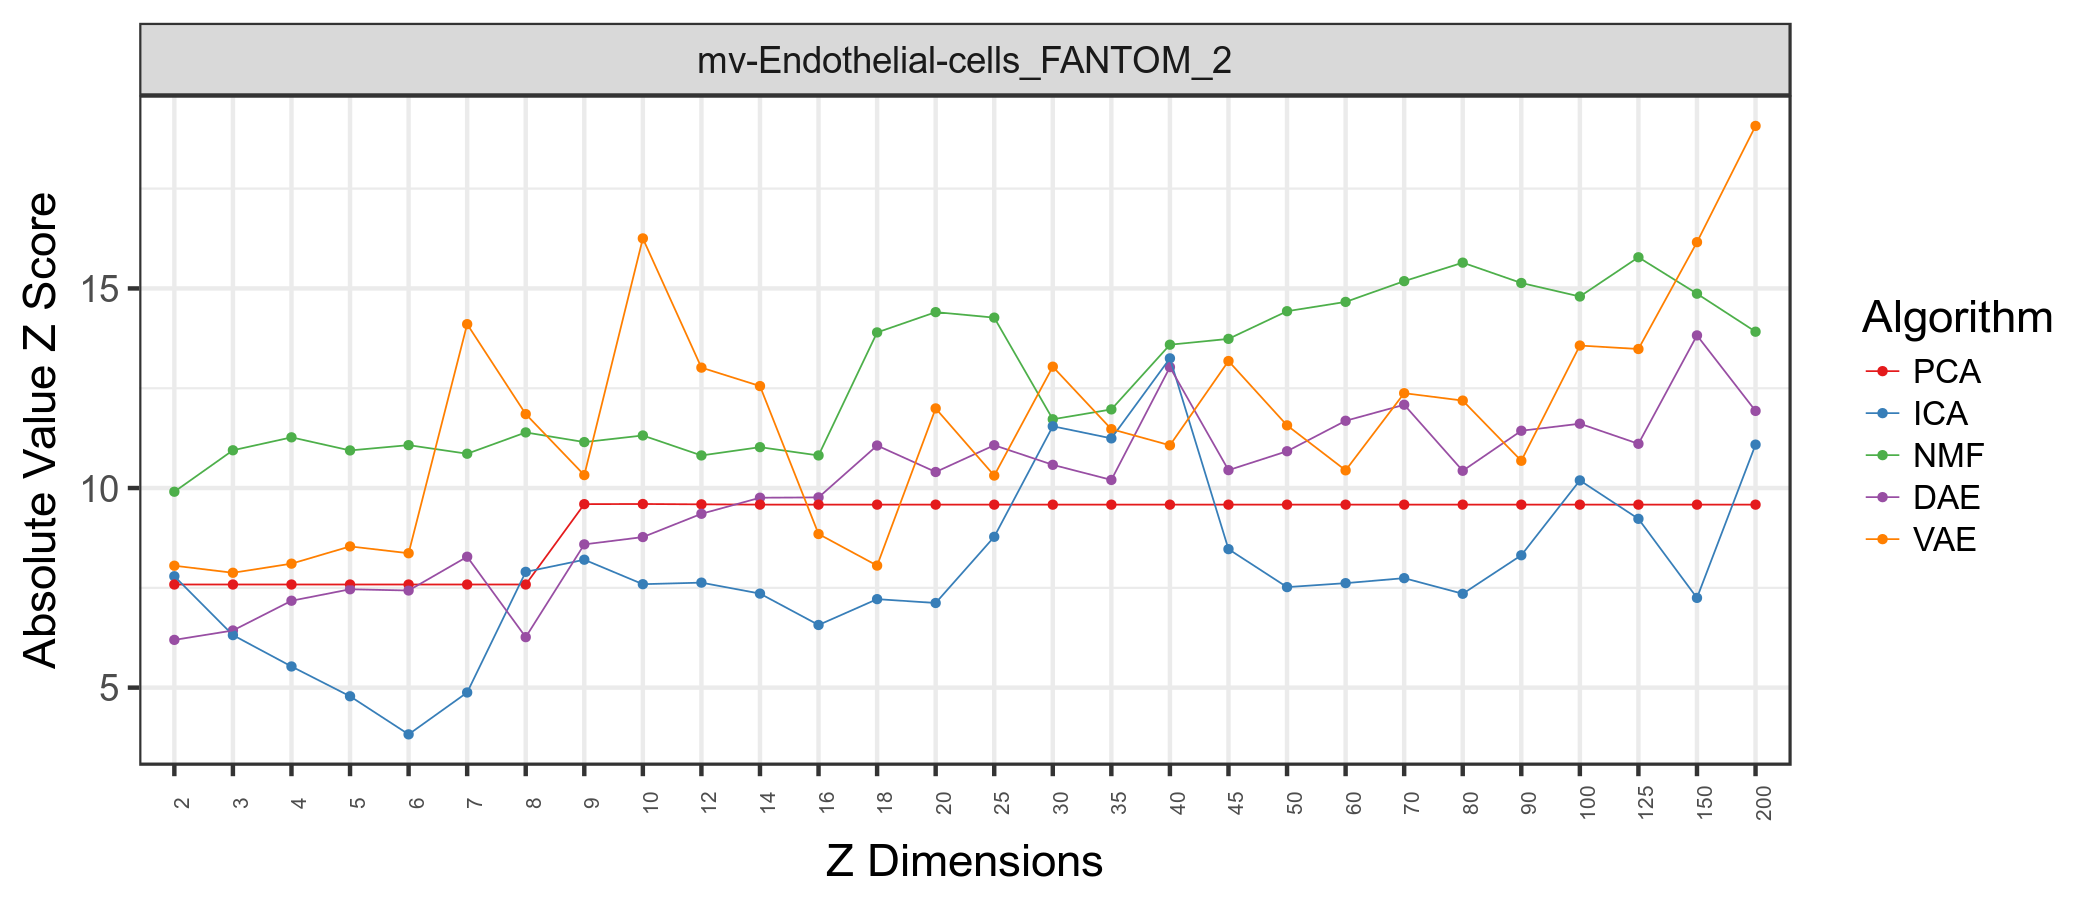 mv-Endothelial-cells_FANTOM_2
Absolute Value Z Score
15
10
5
2 3 4 5 6 7 8 9 10 12 14 16 18 20 25 30 35 40 45 50 60 70 80 90 100 125 150 200
Z Dimensions
Algorithm
PCA
ICA
NMF
DAE
VAE